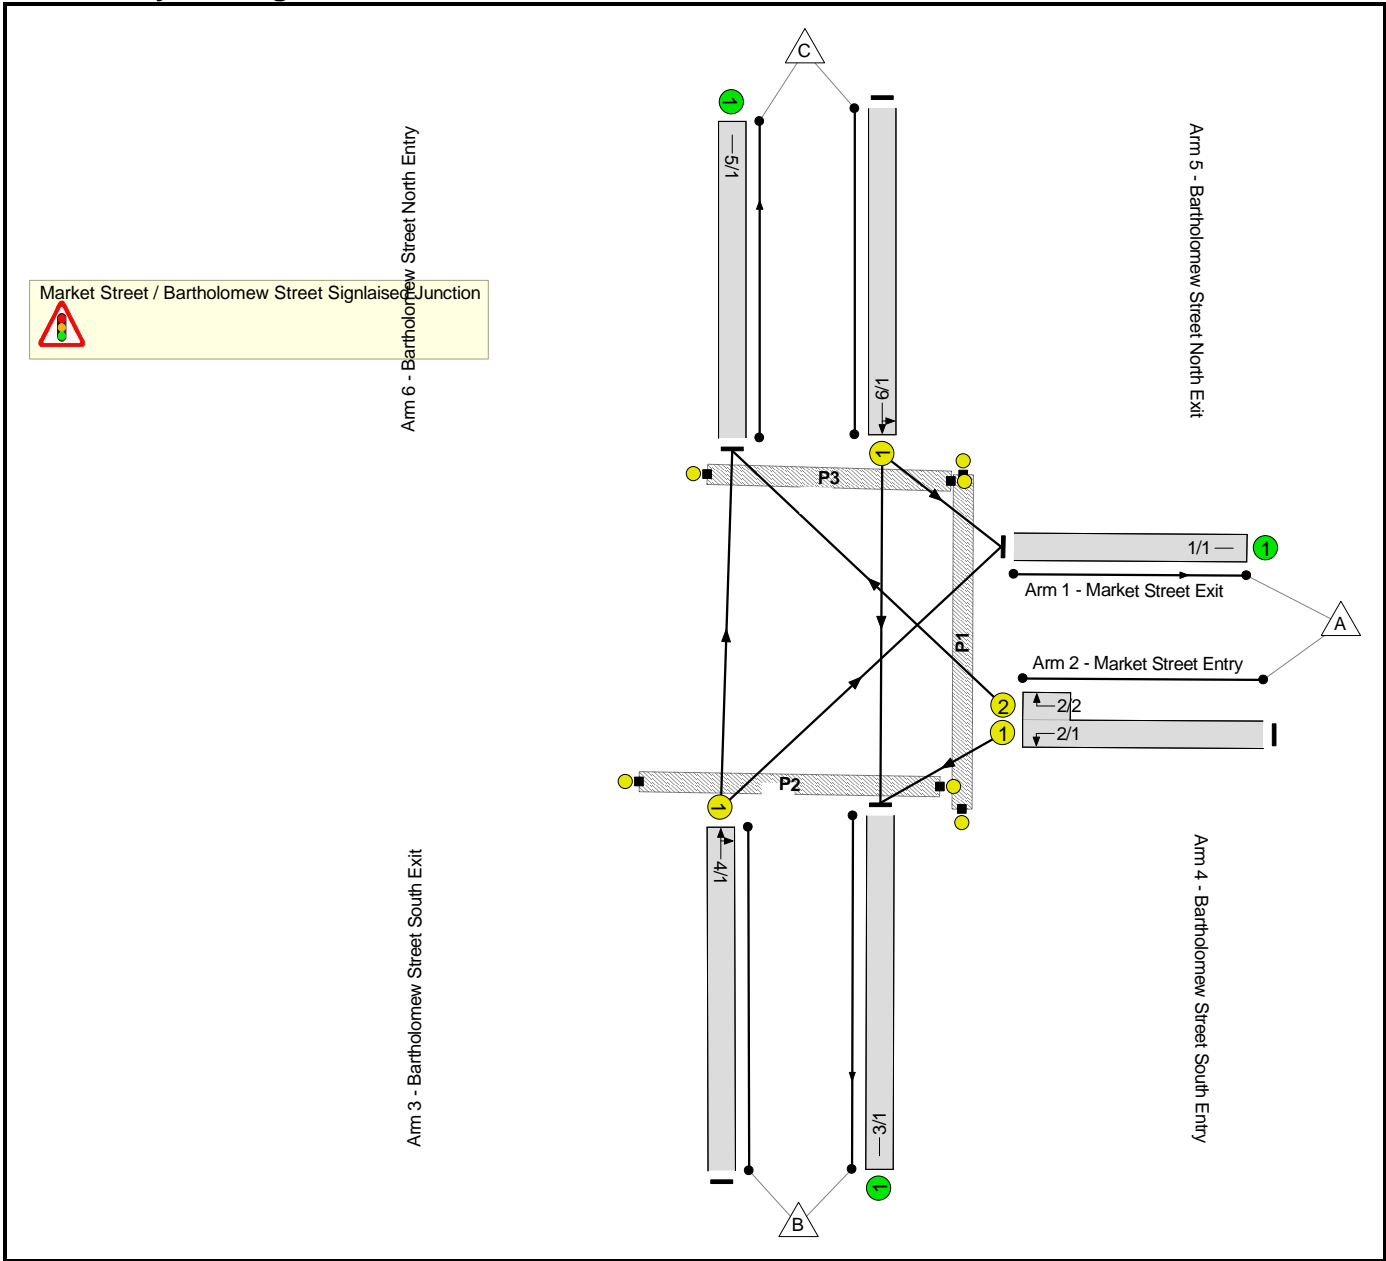 C
1
5/1
6/1
1
Arm 6 - Bartholomew Street North Entry
Arm 5 - Bartholomew Street North Exit
Market Street / Bartholomew Street Signlaised Junction
P3
1/1
1
Arm 1 - Market Street Exit
A
P1
Arm 2 - Market Street Entry
2
2/2
1
2/1
P2
1
4/1
Arm 3 - Bartholomew Street South Exit
Arm 4 - Bartholomew Street South Entry
3/1
1
B